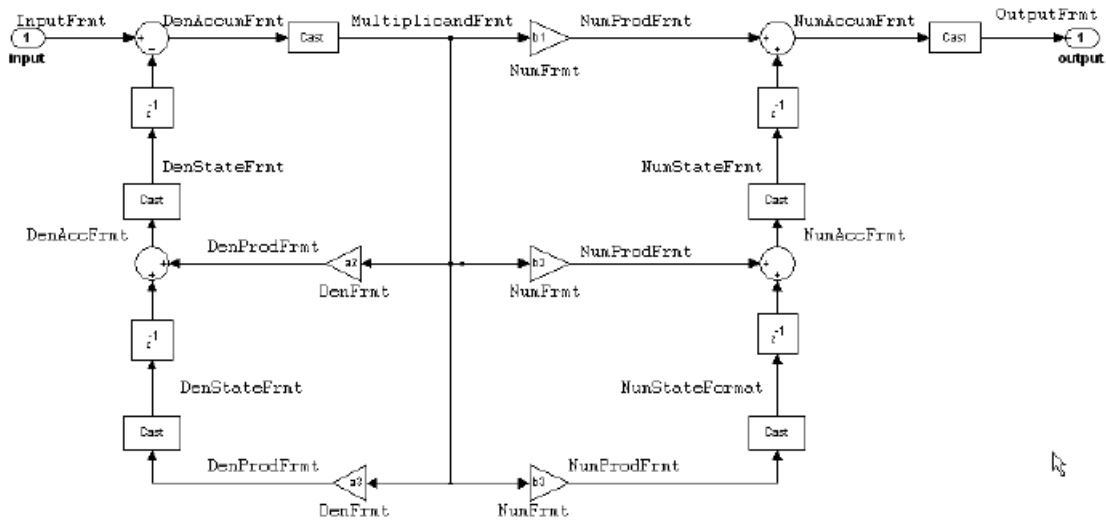 InputFrmt DenAccumFrmt MultiplicandFrmt NumProdFrmt NumAccumFrmt OutputFrmt
1 + − Cast b1 + + Cast 1
input NumFrmt output
z⁻¹ z⁻¹
DenStateFrmt NumStateFrmt
Cast Cast
DenAccFrmt DenProdFrmt NumProdFrmt NumAccFrmt
+ + a2 b2 + +
DenFrmt NumFrmt
z⁻¹ z⁻¹
DenStateFrmt NumStateFormat
Cast Cast
DenProdFrmt NumProdFrmt
a3 b3
DenFrmt NumFrmt